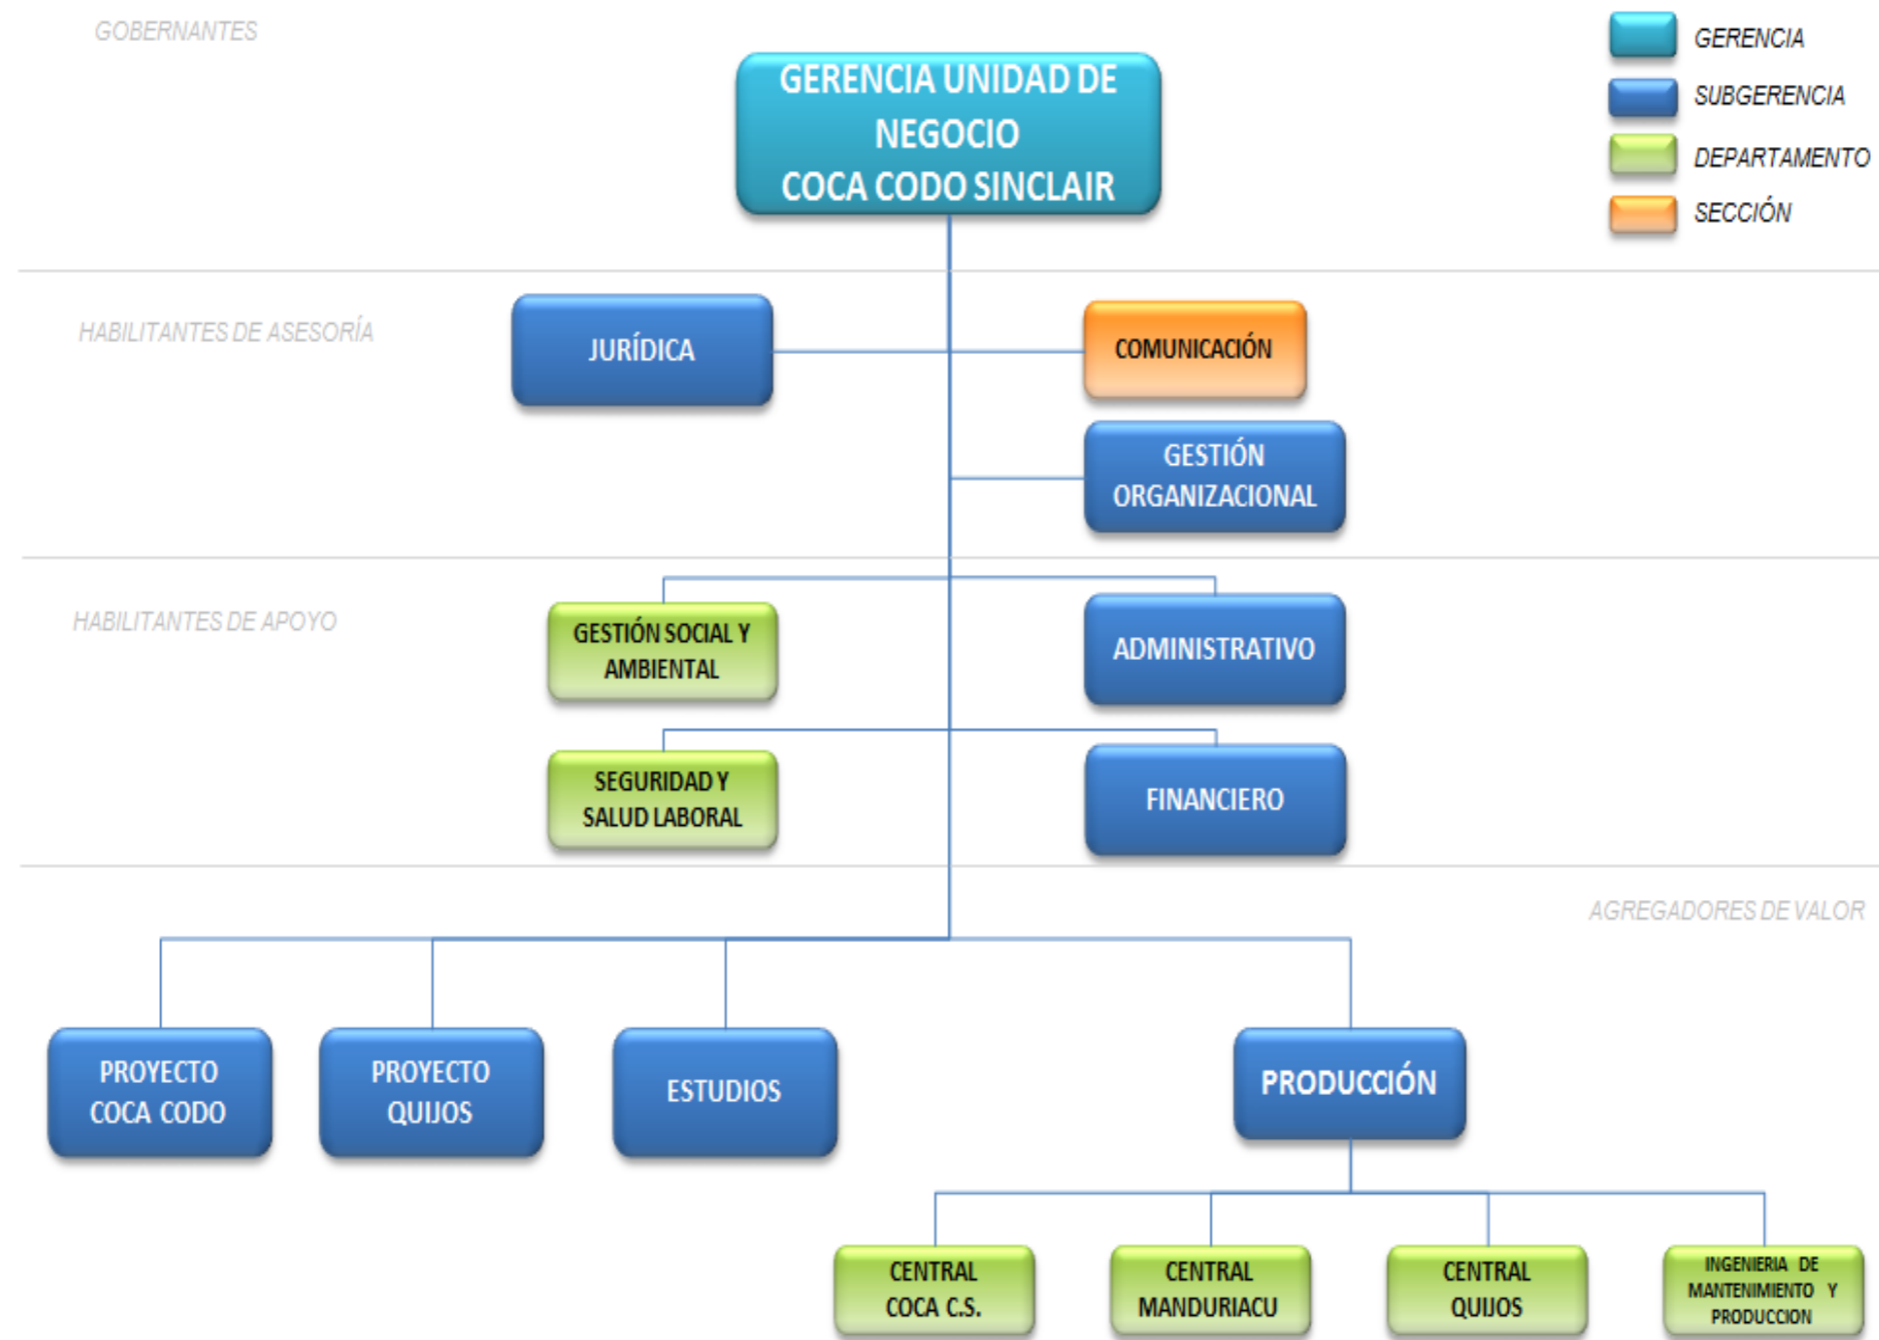 GOBERNANTES
GERENCIA
SUBGERENCIA
DEPARTAMENTO
SECCIÓN
GERENCIA UNIDAD DE
NEGOCIO
COCA CODO SINCLAIR
HABILITANTES DE ASESORÍA
JURÍDICA
COMUNICACIÓN
GESTIÓN
ORGANIZACIONAL
HABILITANTES DE APOYO
GESTIÓN SOCIAL Y
AMBIENTAL
ADMINISTRATIVO
SEGURIDAD Y
SALUD LABORAL
FINANCIERO
AGREGADORES DE VALOR
PROYECTO
COCA CODO
PROYECTO
QUIJOS
ESTUDIOS
PRODUCCIÓN
CENTRAL
COCA C.S.
CENTRAL
MANDURIACU
CENTRAL
QUIJOS
INGENIERIA DE
MANTENIMIENTO Y
PRODUCCION